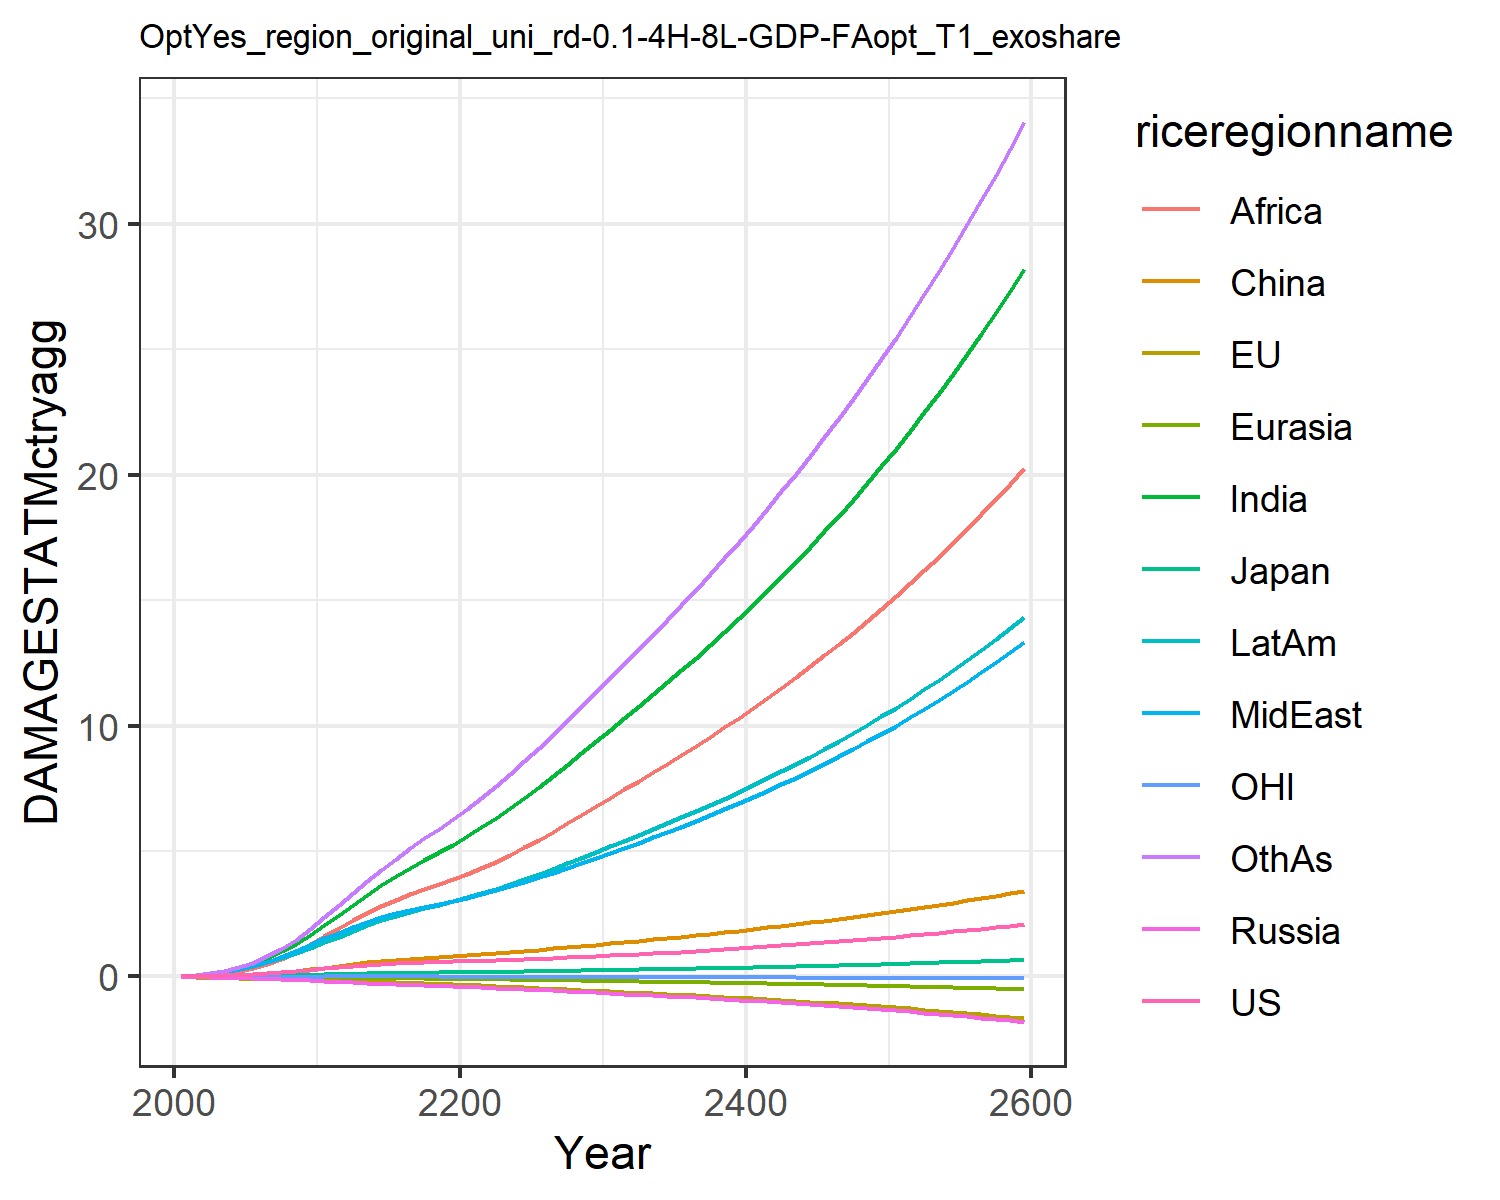 OptYes_region_original_uni_rd-0.1-4H-8L-GDP-FAopt_T1_exoshare
DAMAGESTATMctryagg
30
20
10
0
2000
2200
2400
2600
Year
riceregionname
Africa
China
EU
Eurasia
India
Japan
LatAm
MidEast
OHI
OthAs
Russia
US